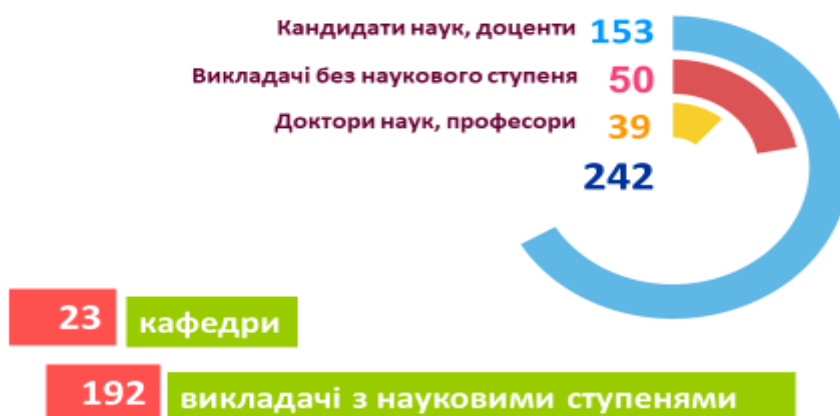 Кандидати наук, доценти 153
Викладачі без наукового ступеня 50
Доктори наук, професори 39
242
23 кафедри
192 викладачі з науковими ступенями